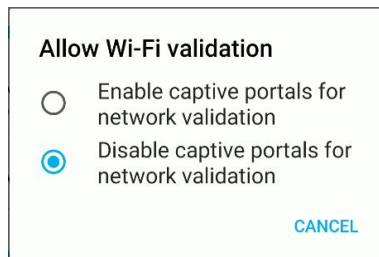 Allow Wi-Fi validation
Enable captive portals for
network validation
Disable captive portals for
network validation
CANCEL